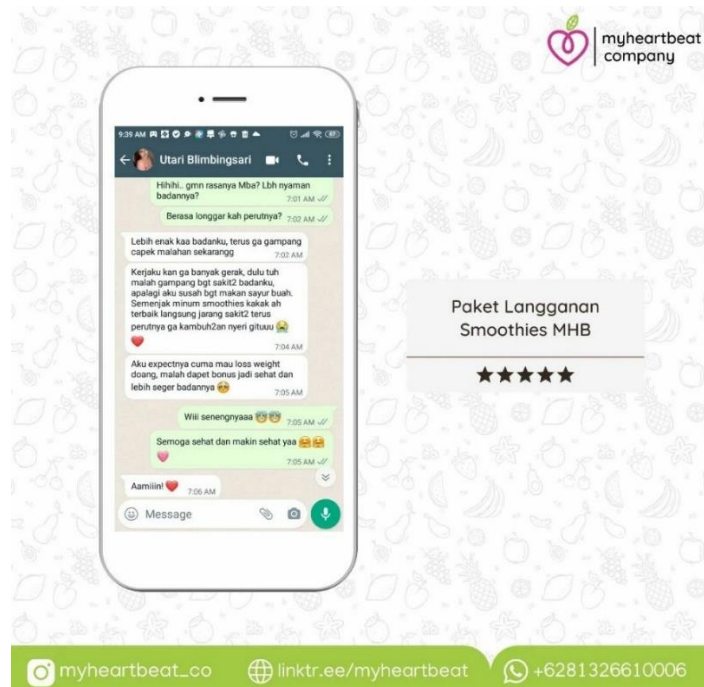 myheartbeat
company
9:39 AM
Utari Blimbingsari
Hihihi.. gmn rasanya Mba? Lbh nyaman
badannya?
7:01 AM
Berasa longgar kah perutnya? 7:02 AM
Lebih enak kaa badanku, terus ga gampang
capek malahan sekarangg
7:02 AM
Kerjaku kan ga banyak gerak, dulu tuh
malah gampang bgt sakit2 badanku,
apalagi aku susah bgt makan sayur buah.
Semenjak minum smoothies kakak ah
terbaik langsung jarang sakit2 terus
perutnya ga kambuh2an nyeri gituuu
7:04 AM
Aku expectnya cuma mau loss weight
doang, malah dapet bonus jadi sehat dan
lebih seger badannya
7:05 AM
Wiii senengnyaaa 7:05 AM
Semoga sehat dan makin sehat yaa
7:05 AM
Aamiiin! 7:06 AM
Message
Paket Langganan
Smoothies MHB
myheartbeat_co
linktr.ee/myheartbeat
+6281326610006